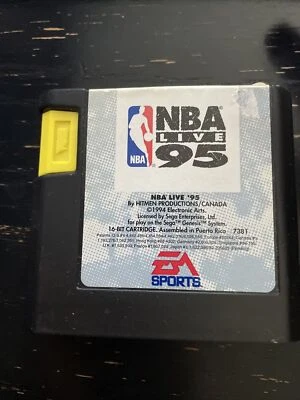 NBA
LIVE
95
NBA
NBA LIVE '95
By HITMEN PRODUCTIONS/CANADA
©1994 Electronic Arts.
Licensed by Sega Enterprises, Ltd.
for play on the Sega™ Genesis™ System.
16-BIT CARTRIDGE. Assembled in Puerto Rico 7381
EA
SPORTS